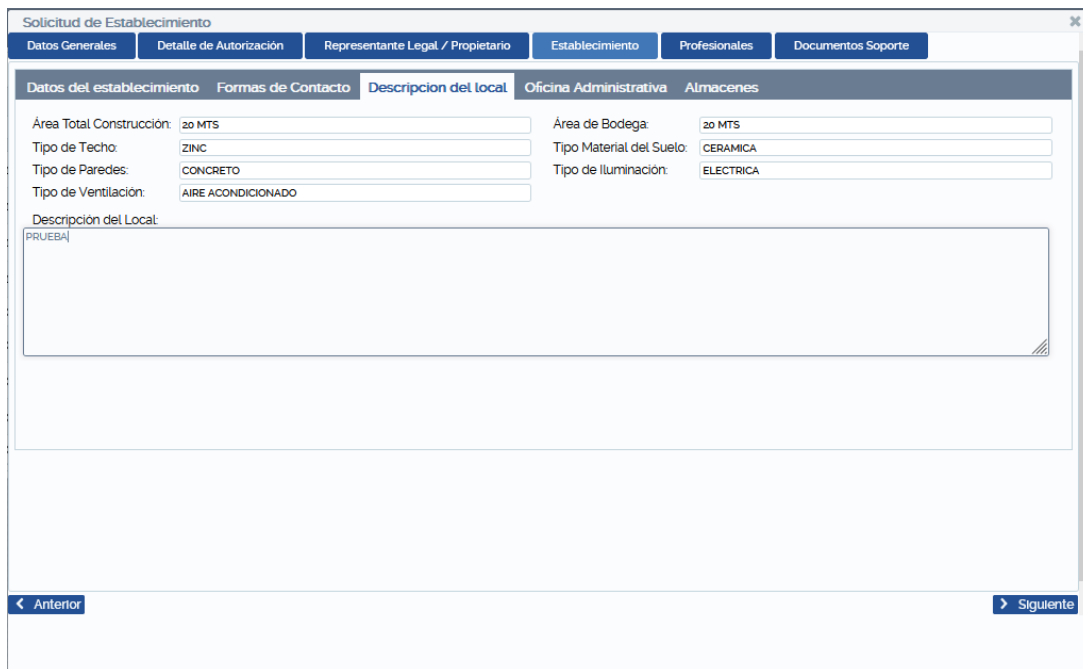 Solicitud de Establecimiento
Datos Generales Detalle de Autorización Representante Legal / Propietario Establecimiento Profesionales Documentos Soporte
Datos del establecimiento Formas de Contacto Descripcion del local Oficina Administrativa Almacenes
Área Total Construcción: 20 MTS Área de Bodega: 20 MTS
Tipo de Techo: ZINC Tipo Material del Suelo: CERAMICA
Tipo de Paredes: CONCRETO Tipo de Iluminación: ELECTRICA
Tipo de Ventilación: AIRE ACONDICIONADO
Descripción del Local:
PRUEBA
Anterior Siguiente